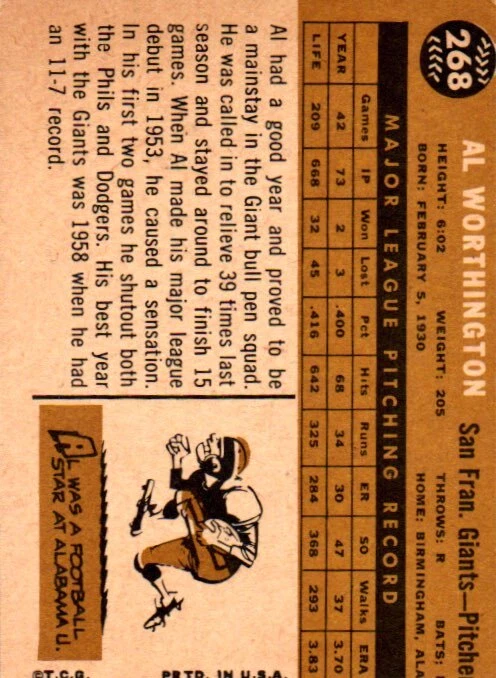 268
AL WORTHINGTON San Fran. Giants—Pitche
HEIGHT: 6:02 WEIGHT: 205 THROWS: R BATS:
BORN: FEBRUARY 5, 1930 HOME: BIRMINGHAM, ALA
MAJOR LEAGUE PITCHING RECORD
Games IP Won Lost Pct Hits Runs ER SO Walks ERA
YEAR 42 73 2 3 .400 68 34 30 47 37 3.70
LIFE 209 668 32 45 .416 642 325 284 368 293 3.83
Al had a good year and proved to be
a mainstay in the Giant bull pen squad.
He was called in to relieve 39 times last
season and stayed around to finish 15
games. When Al made his major league
debut in 1953, he caused a sensation.
In his first two games he shutout both
the Phils and Dodgers. His best year
with the Giants was 1958 when he had
an 11-7 record.
AL WAS A FOOTBALL
STAR AT ALABAMA U.
©T.C.G. PRTD. IN U.S.A.